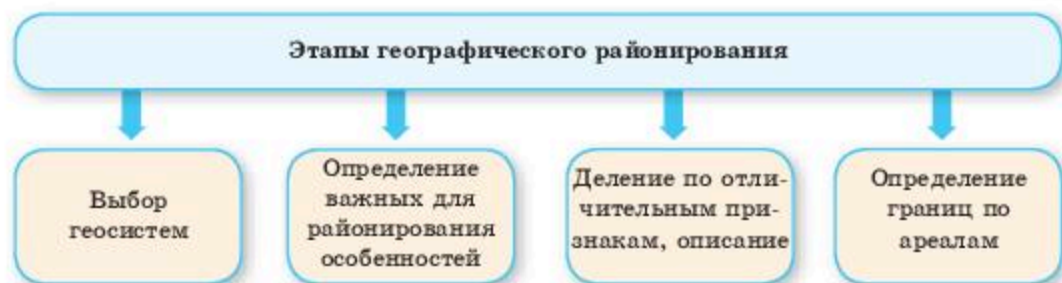 Этапы географического районирования
Выбор
геосистем
Определение
важных для
районирования
особенностей
Деление по отли-
чительным при-
знакам, описание
Определение
границ по
ареалам